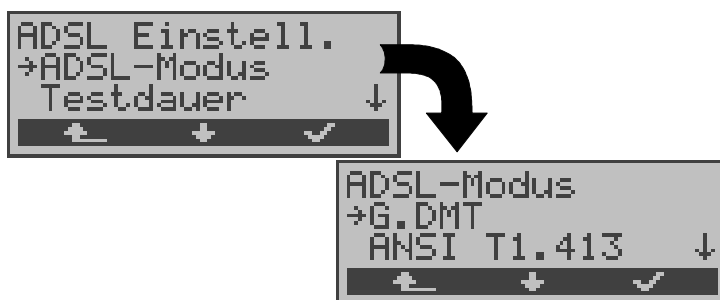 ADSL Einstell.
→ADSL-Modus
Testdauer ↓
ADSL-Modus
→G.DMT
ANSI T1.413 ↓